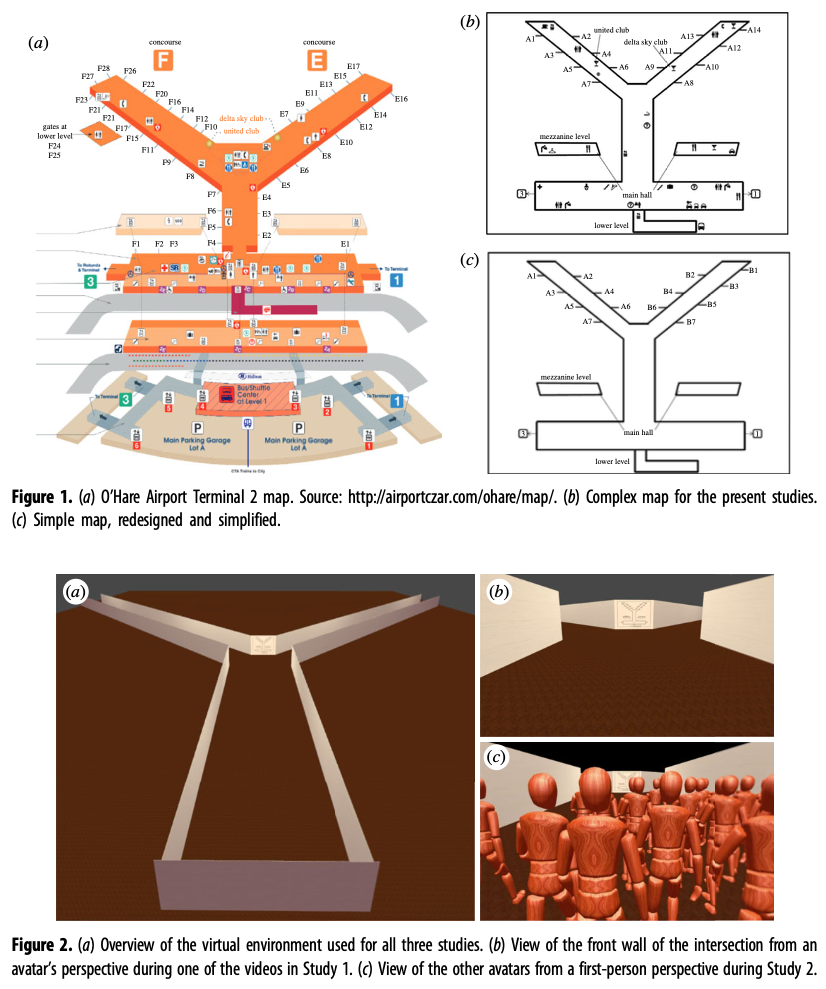 (a)
concourse
F
concourse
E
F28
F27
F26
F22
F20
F16
F14
F12
F10
F23
F21
F21
F17
F15
F11
F9
F8
F7
F6
F5
F4
gates at
lower level
F24
F25
delta sky club
united club
E17
E15
E13
E11
E9
E7
E16
E14
E12
E10
E8
E6
E5
E4
E3
E2
F1
F2
F3
E1
To Rotunda
& Terminal
3
To Terminal
1
Hilton
Bus/Shuttle
Center
at Level 1
To Terminal
3
To Terminal
1
5
4
3
2
6
1
P
P
Main Parking Garage
Lot A
Main Parking Garage
Lot A
CTA Trains to City
(b)
A1
A2
A3
A4
A5
A6
A7
united club
delta sky club
A13
A14
A11
A12
A9
A10
A8
mezzanine level
main hall
3
1
lower level
(c)
A1
A2
A3
A4
A5
A6
A7
B2
B1
B4
B3
B6
B5
B7
mezzanine level
main hall
3
1
lower level
Figure 1. (a) O’Hare Airport Terminal 2 map. Source: http://airportczar.com/ohare/map/. (b) Complex map for the present studies.
(c) Simple map, redesigned and simplified.
(a)
(b)
(c)
Figure 2. (a) Overview of the virtual environment used for all three studies. (b) View of the front wall of the intersection from an
avatar’s perspective during one of the videos in Study 1. (c) View of the other avatars from a first-person perspective during Study 2.